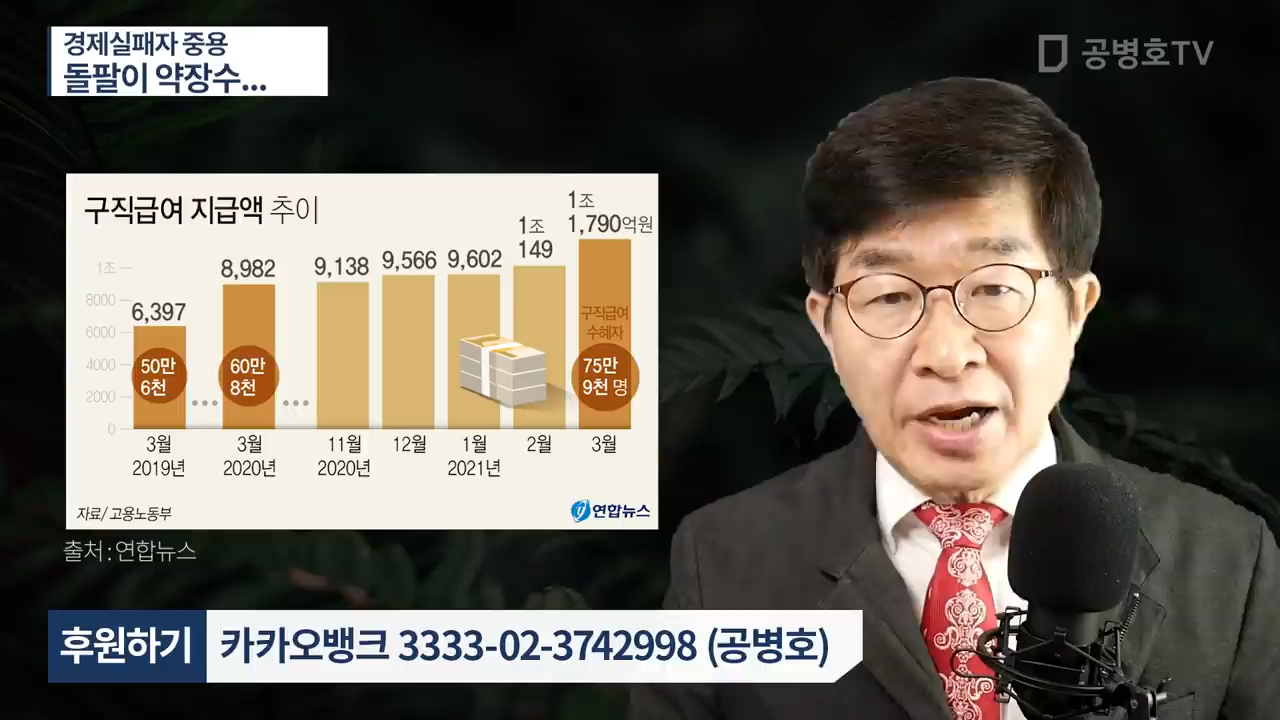 경제실패자 중용
돌팔이 약장수...
공병호TV
구직급여 지급액 추이
1조
8000
6000
4000
2000
0
6,397
8,982
9,138
9,566
9,602
1조
149
1조
1,790억원
50만
6천
60만
8천
구직급여
수혜자
75만
9천 명
3월
2019년
3월
2020년
11월
2020년
12월
1월
2021년
2월
3월
자료/ 고용노동부
연합뉴스
출처 : 연합뉴스
후원하기
카카오뱅크 3333-02-3742998 (공병호)